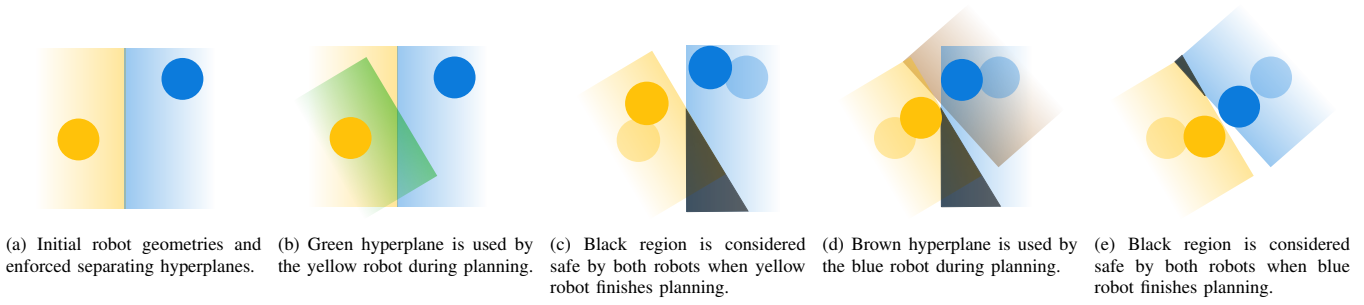 (a) Initial robot geometries and
enforced separating hyperplanes.
(b) Green hyperplane is used by
the yellow robot during planning.
(c) Black region is considered
safe by both robots when yellow
robot finishes planning.
(d) Brown hyperplane is used by
the blue robot during planning.
(e) Black region is considered
safe by both robots when blue
robot finishes planning.